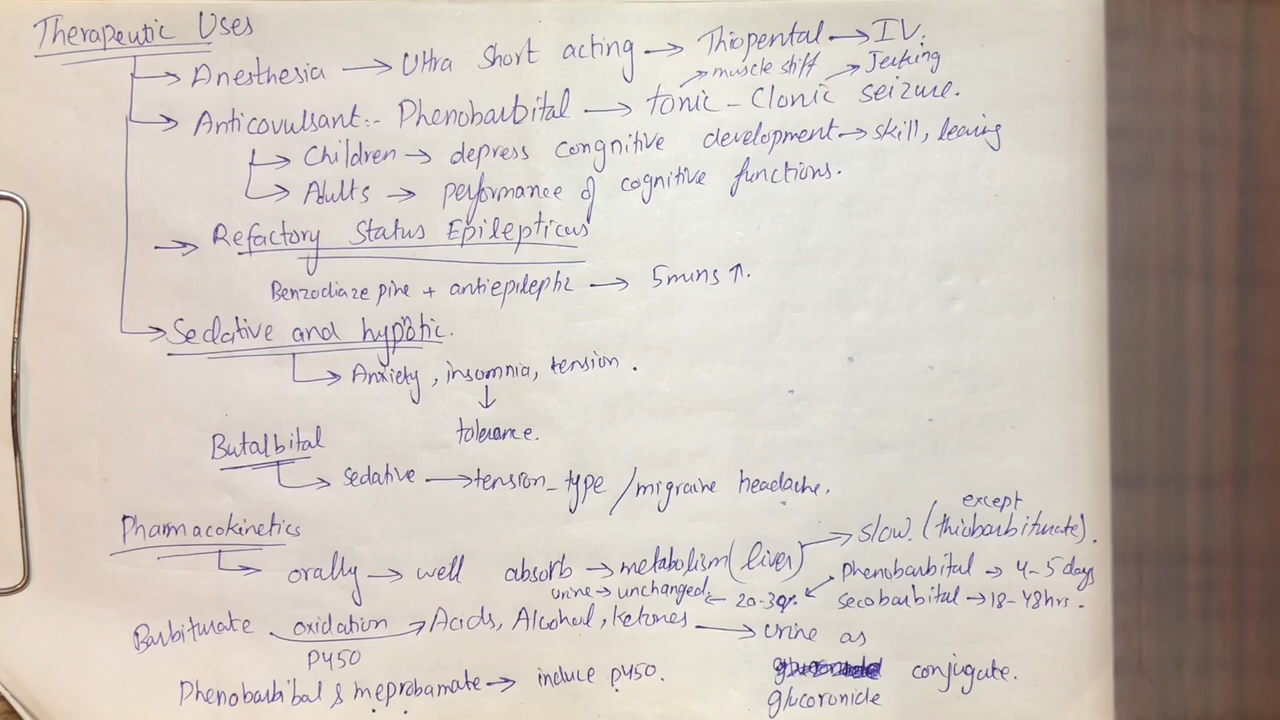 Therapeutic Uses
→ Anesthesia → Ultra Short acting → Thiopental → IV.
→ muscle stiff → Jerking
→ Anticovulsant:- Phenobarbital → tonic - Clonic seizure.
→ Children → depress congnitive development → skill, learing
→ Adults → performance of cognitive functions.
→ Refactory Status Epilepticus
Benzodiazepine + antiepileptic → 5 mins ↑.
→ Sedative and hypnotic.
→ Anxiety, insomnia, tension.
↓
tolerance.
Butalbital
→ sedative → tension-type / migraine headache.
Pharmacokinetics
except
→ slow. (thiobarbiturate).
→ orally → well absorb → metabolism (liver)
Phenobarbital → 4-5 days
urine → unchanged. ← 20-30%. ←
secobarbital → 18-48hrs.
Barbiturate oxidation → Acids, Alcohol, ketones → urine as
P450
glucoronide conjugate.
Phenobarbibal & meprobamate → induce p450.